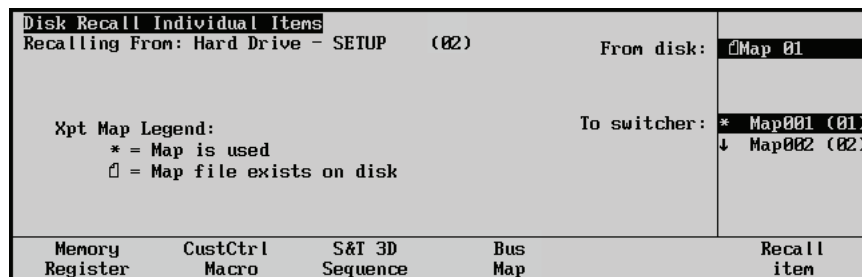 Disk Recall Individual Items
Recalling From: Hard Drive - SETUP (02)
From disk: Map 01
Xpt Map Legend:
* = Map is used
= Map file exists on disk
To switcher: * Map001 (01)
↓ Map002 (02)
Memory Register
CustCtrl Macro
S&T 3D Sequence
Bus Map
Recall item